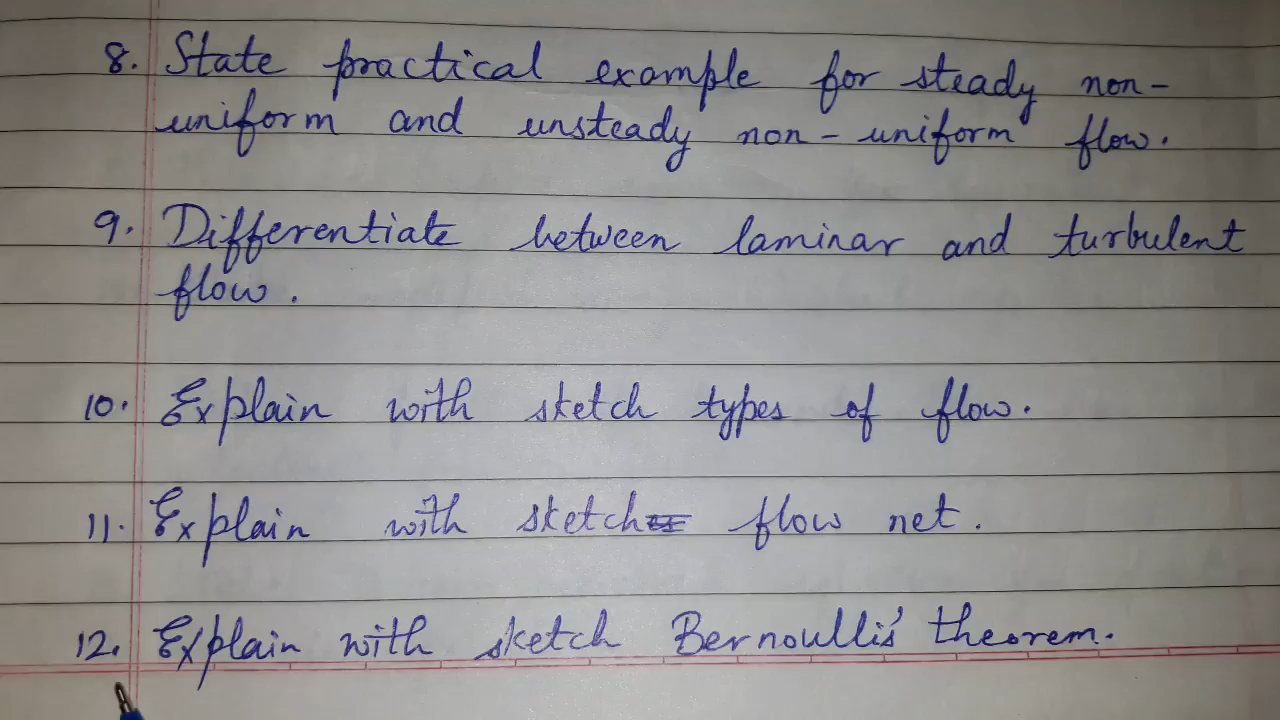 8. State practical example for steady non-
uniform and unsteady non-uniform flow.
9. Differentiate between laminar and turbulent
flow.
10. Explain with sketch types of flow.
11. Explain with sketch flow net.
12. Explain with sketch Bernoulli's theorem.